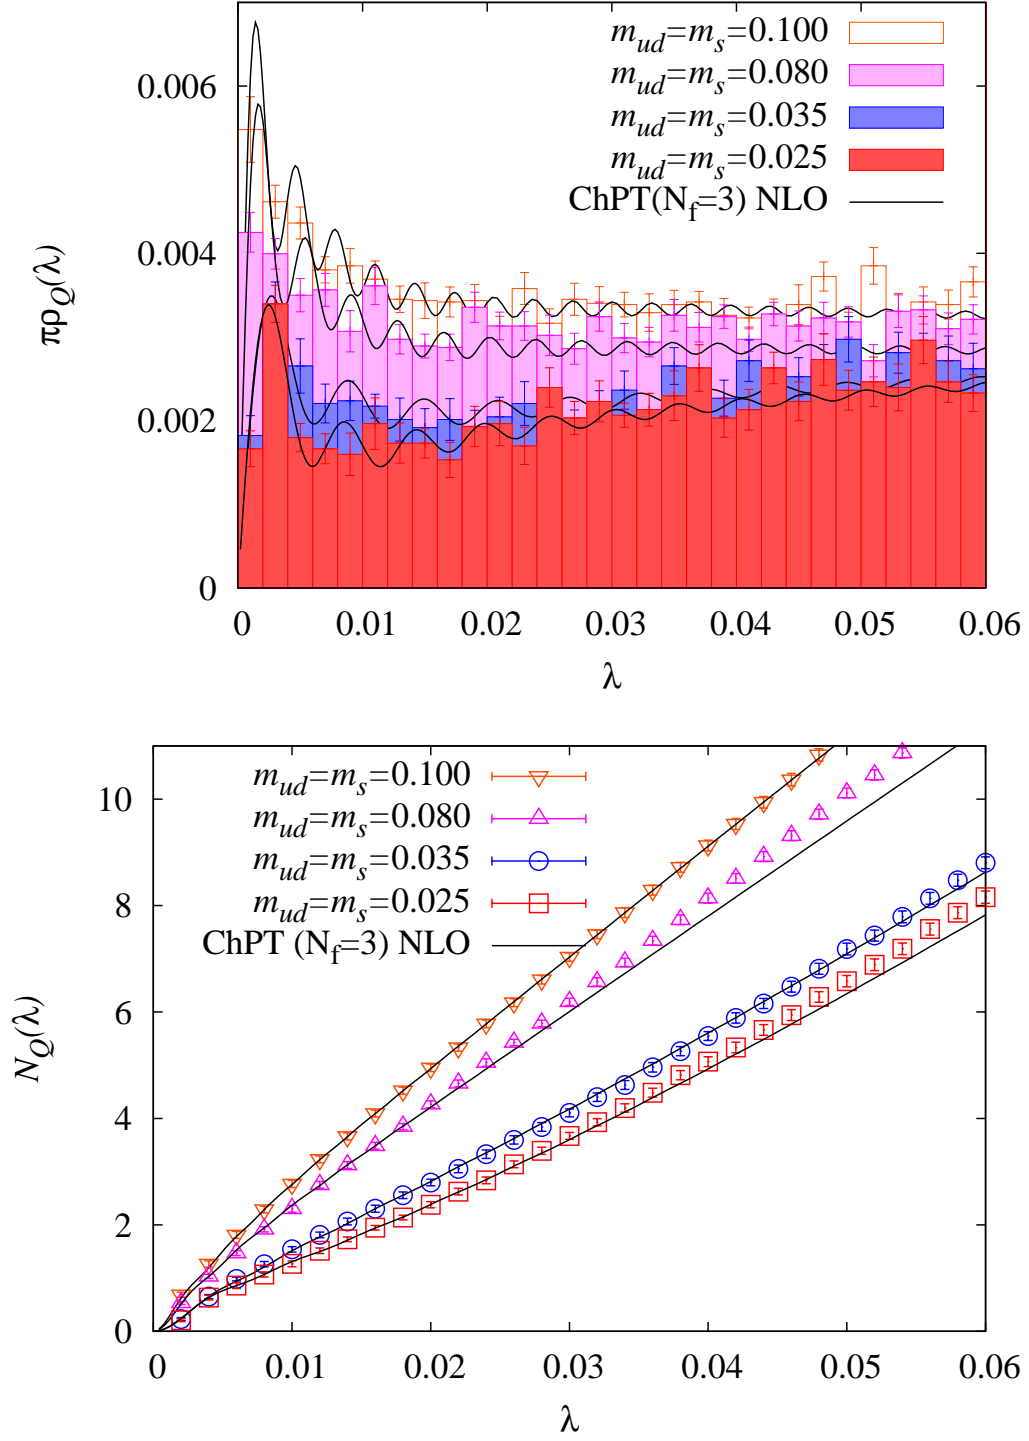 m_ud=m_s=0.100
m_ud=m_s=0.080
m_ud=m_s=0.035
m_ud=m_s=0.025
ChPT(N_f=3) NLO
0.006
0.004
0.002
0
πρ_Q(λ)
0 0.01 0.02 0.03 0.04 0.05 0.06
λ
m_ud=m_s=0.100
m_ud=m_s=0.080
m_ud=m_s=0.035
m_ud=m_s=0.025
ChPT (N_f=3) NLO
10
8
6
4
2
0
N_Q(λ)
0 0.01 0.02 0.03 0.04 0.05 0.06
λ